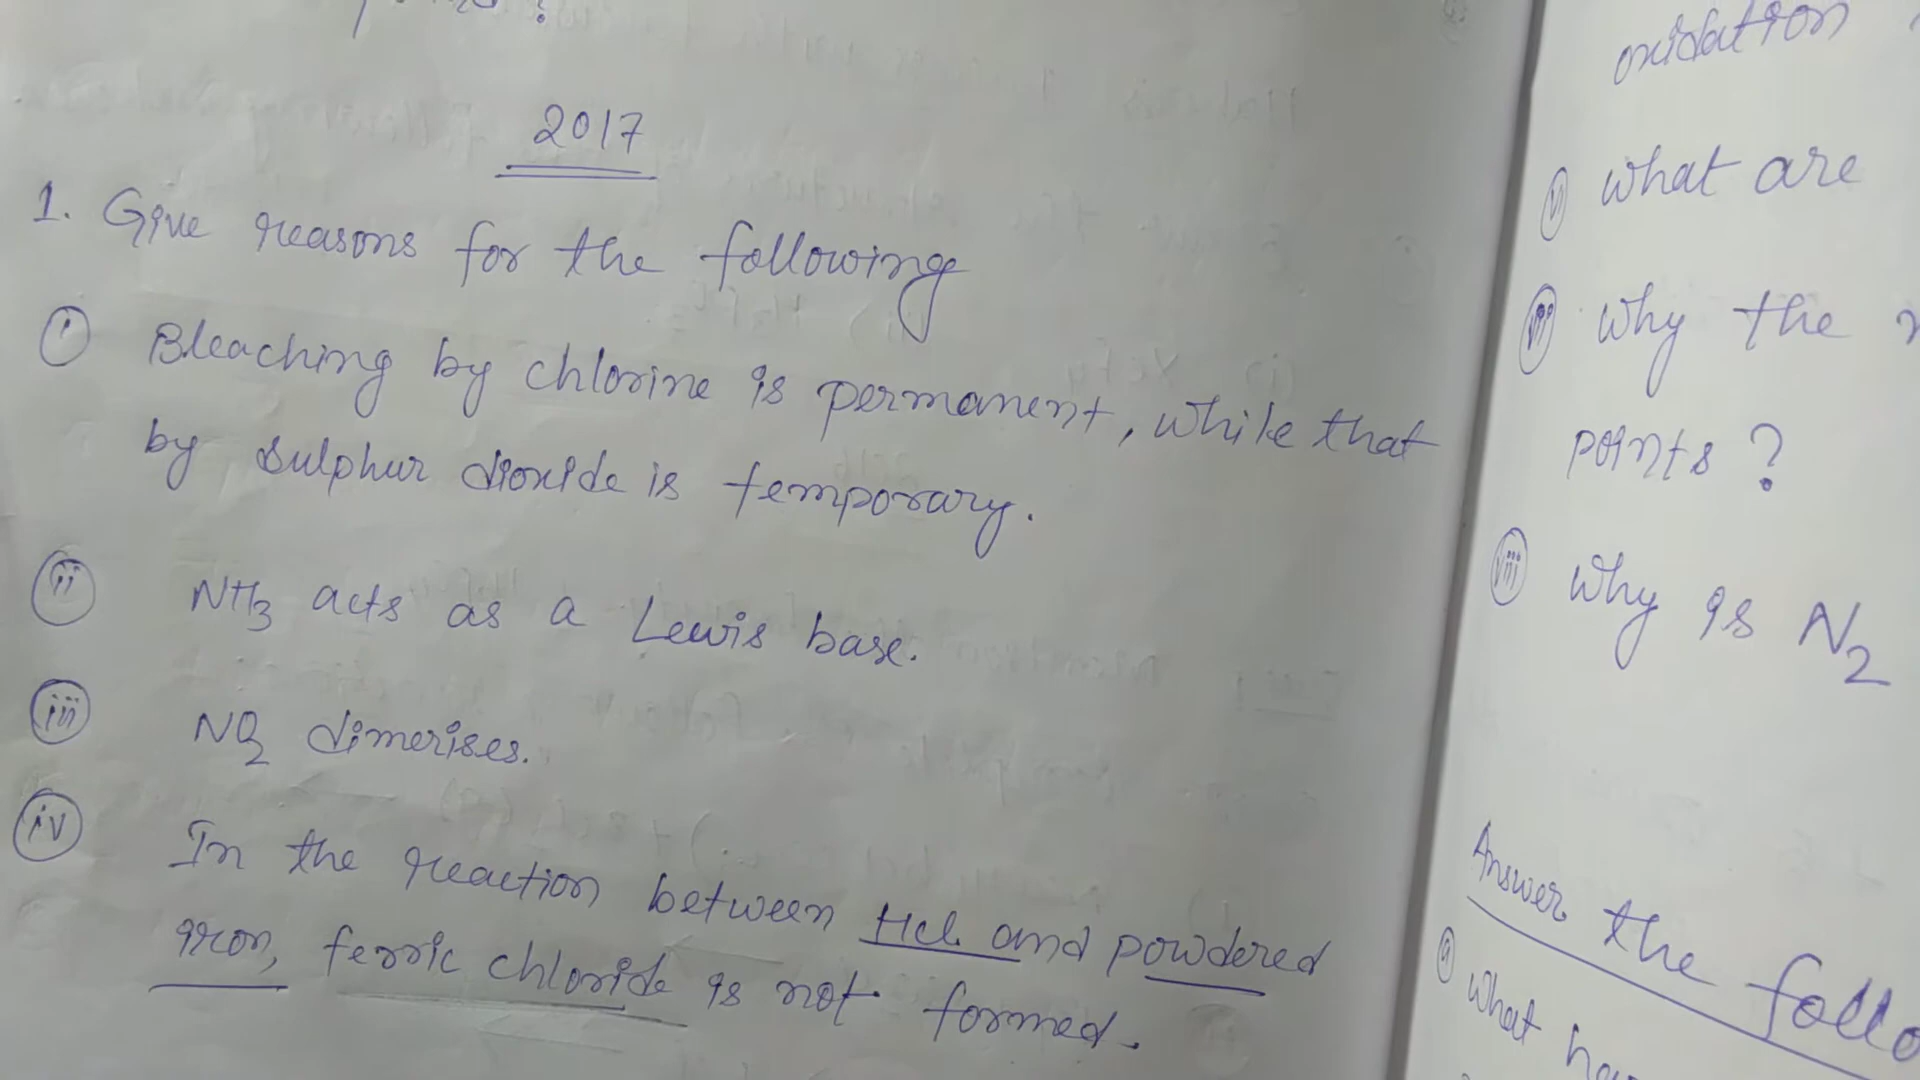 2017
1. Give reasons for the following
(i) Bleaching by chlorine is permanent, while that
by sulphur dioxide is temporary.
(ii) NH3 acts as a Lewis base.
(iii) NO2 dimerises.
(iv) In the reaction between Hcl and powdered
iron, ferric chloride is not formed.
oxidation
(v) what are
(vii) why the
points ?
(viii) why is N2
Answer the follo
what